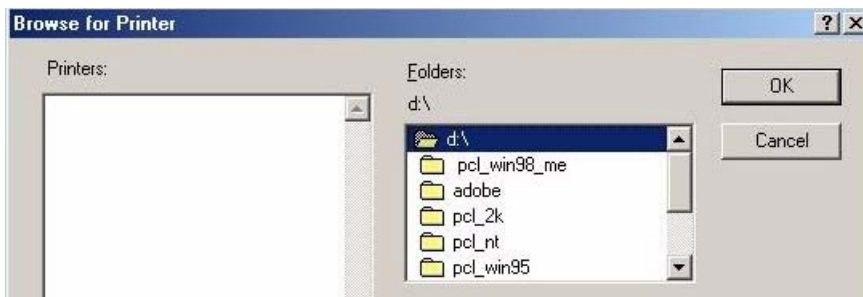 Browse for Printer
Printers:
Folders:
d:\
d:\
pcl_win98_me
adobe
pcl_2k
pcl_nt
pcl_win95
OK
Cancel